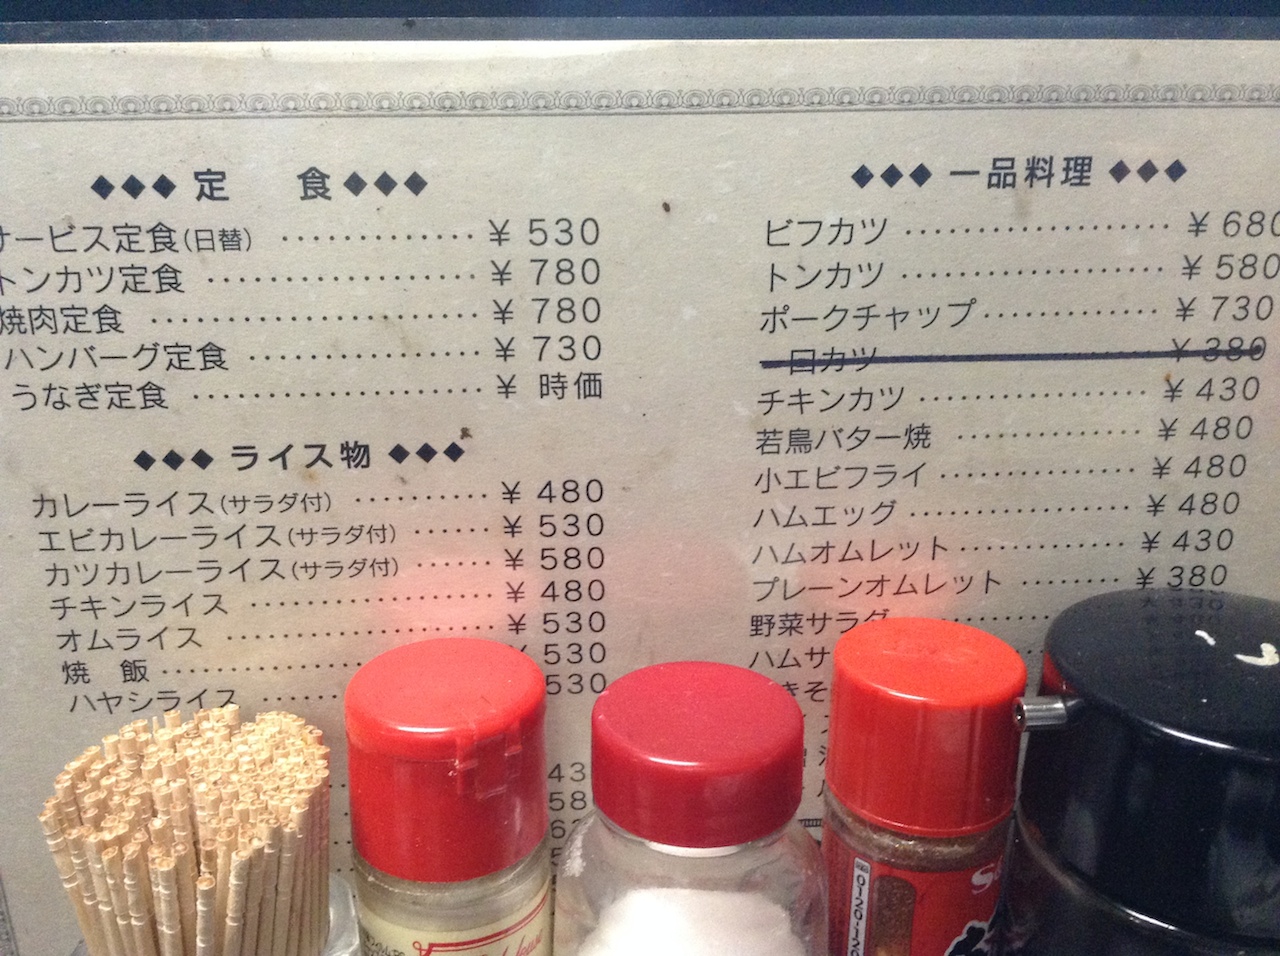 ◆◆◆ 定 食 ◆◆◆
サービス定食(日替) ¥530
トンカツ定食 ¥780
焼肉定食 ¥780
ハンバーグ定食 ¥730
うなぎ定食 ¥時価
◆◆◆ ライス物 ◆◆◆
カレーライス(サラダ付) ¥480
エビカレーライス(サラダ付) ¥530
カツカレーライス(サラダ付) ¥580
チキンライス ¥480
オムライス ¥530
焼 飯 530
ハヤシライス 530
◆◆◆ 一品料理 ◆◆◆
ビフカツ ¥680
トンカツ ¥580
ポークチャップ ¥730
一口カツ ¥380
チキンカツ ¥430
若鳥バター焼 ¥480
小エビフライ ¥480
ハムエッグ ¥480
ハムオムレット ¥430
プレーンオムレット ¥380
野菜サラダ
ハムサ
きそ
0120-120